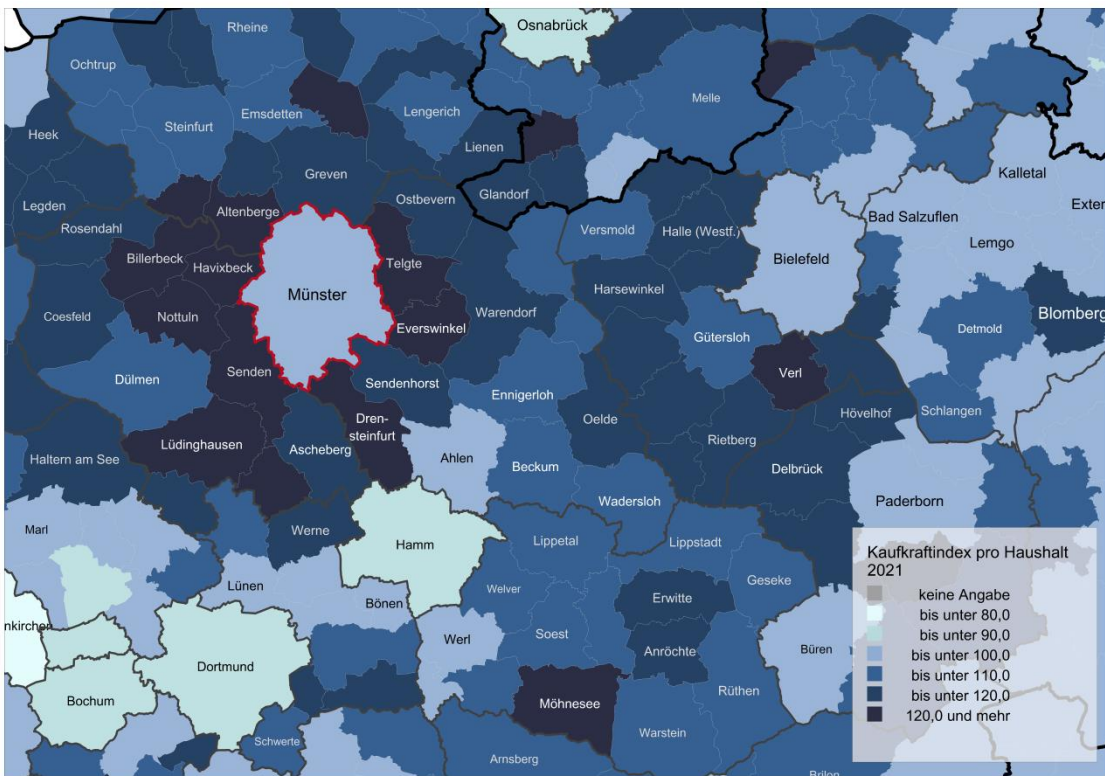 Osnabrück
Rheine
Ochtrup
Melle
Lengerich
Emsdetten
Steinfurt
Heek
Lienen
Greven
Kalletal
Glandorf
Ostbevern
Legden
Altenberge
Exter
Bad Salzuflen
Rosendahl
Versmold
Halle (Westf.)
Lemgo
Billerbeck
Havixbeck
Telgte
Bielefeld
Münster
Harsewinkel
Warendorf
Blomberg
Nottuln
Coesfeld
Everswinkel
Detmold
Gütersloh
Senden
Verl
Dülmen
Sendenhorst
Ennigerloh
Hövelhof
Schlangen
Dren-
steinfurt
Oelde
Rietberg
Lüdinghausen
Ascheberg
Haltern am See
Ahlen
Beckum
Delbrück
Wadersloh
Paderborn
Marl
Werne
Hamm
Lippetal
Lippstadt
Kaufkraftindex pro Haushalt
2021
keine Angabe
bis unter 80,0
bis unter 90,0
bis unter 100,0
bis unter 110,0
bis unter 120,0
120,0 und mehr
Lünen
Welver
Geseke
Bönen
Erwitte
nkirchen
Werl
Soest
Anröchte
Büren
Dortmund
Bochum
Möhnesee
Rüthen
Warstein
Schwerte
Arnsberg
Brilon